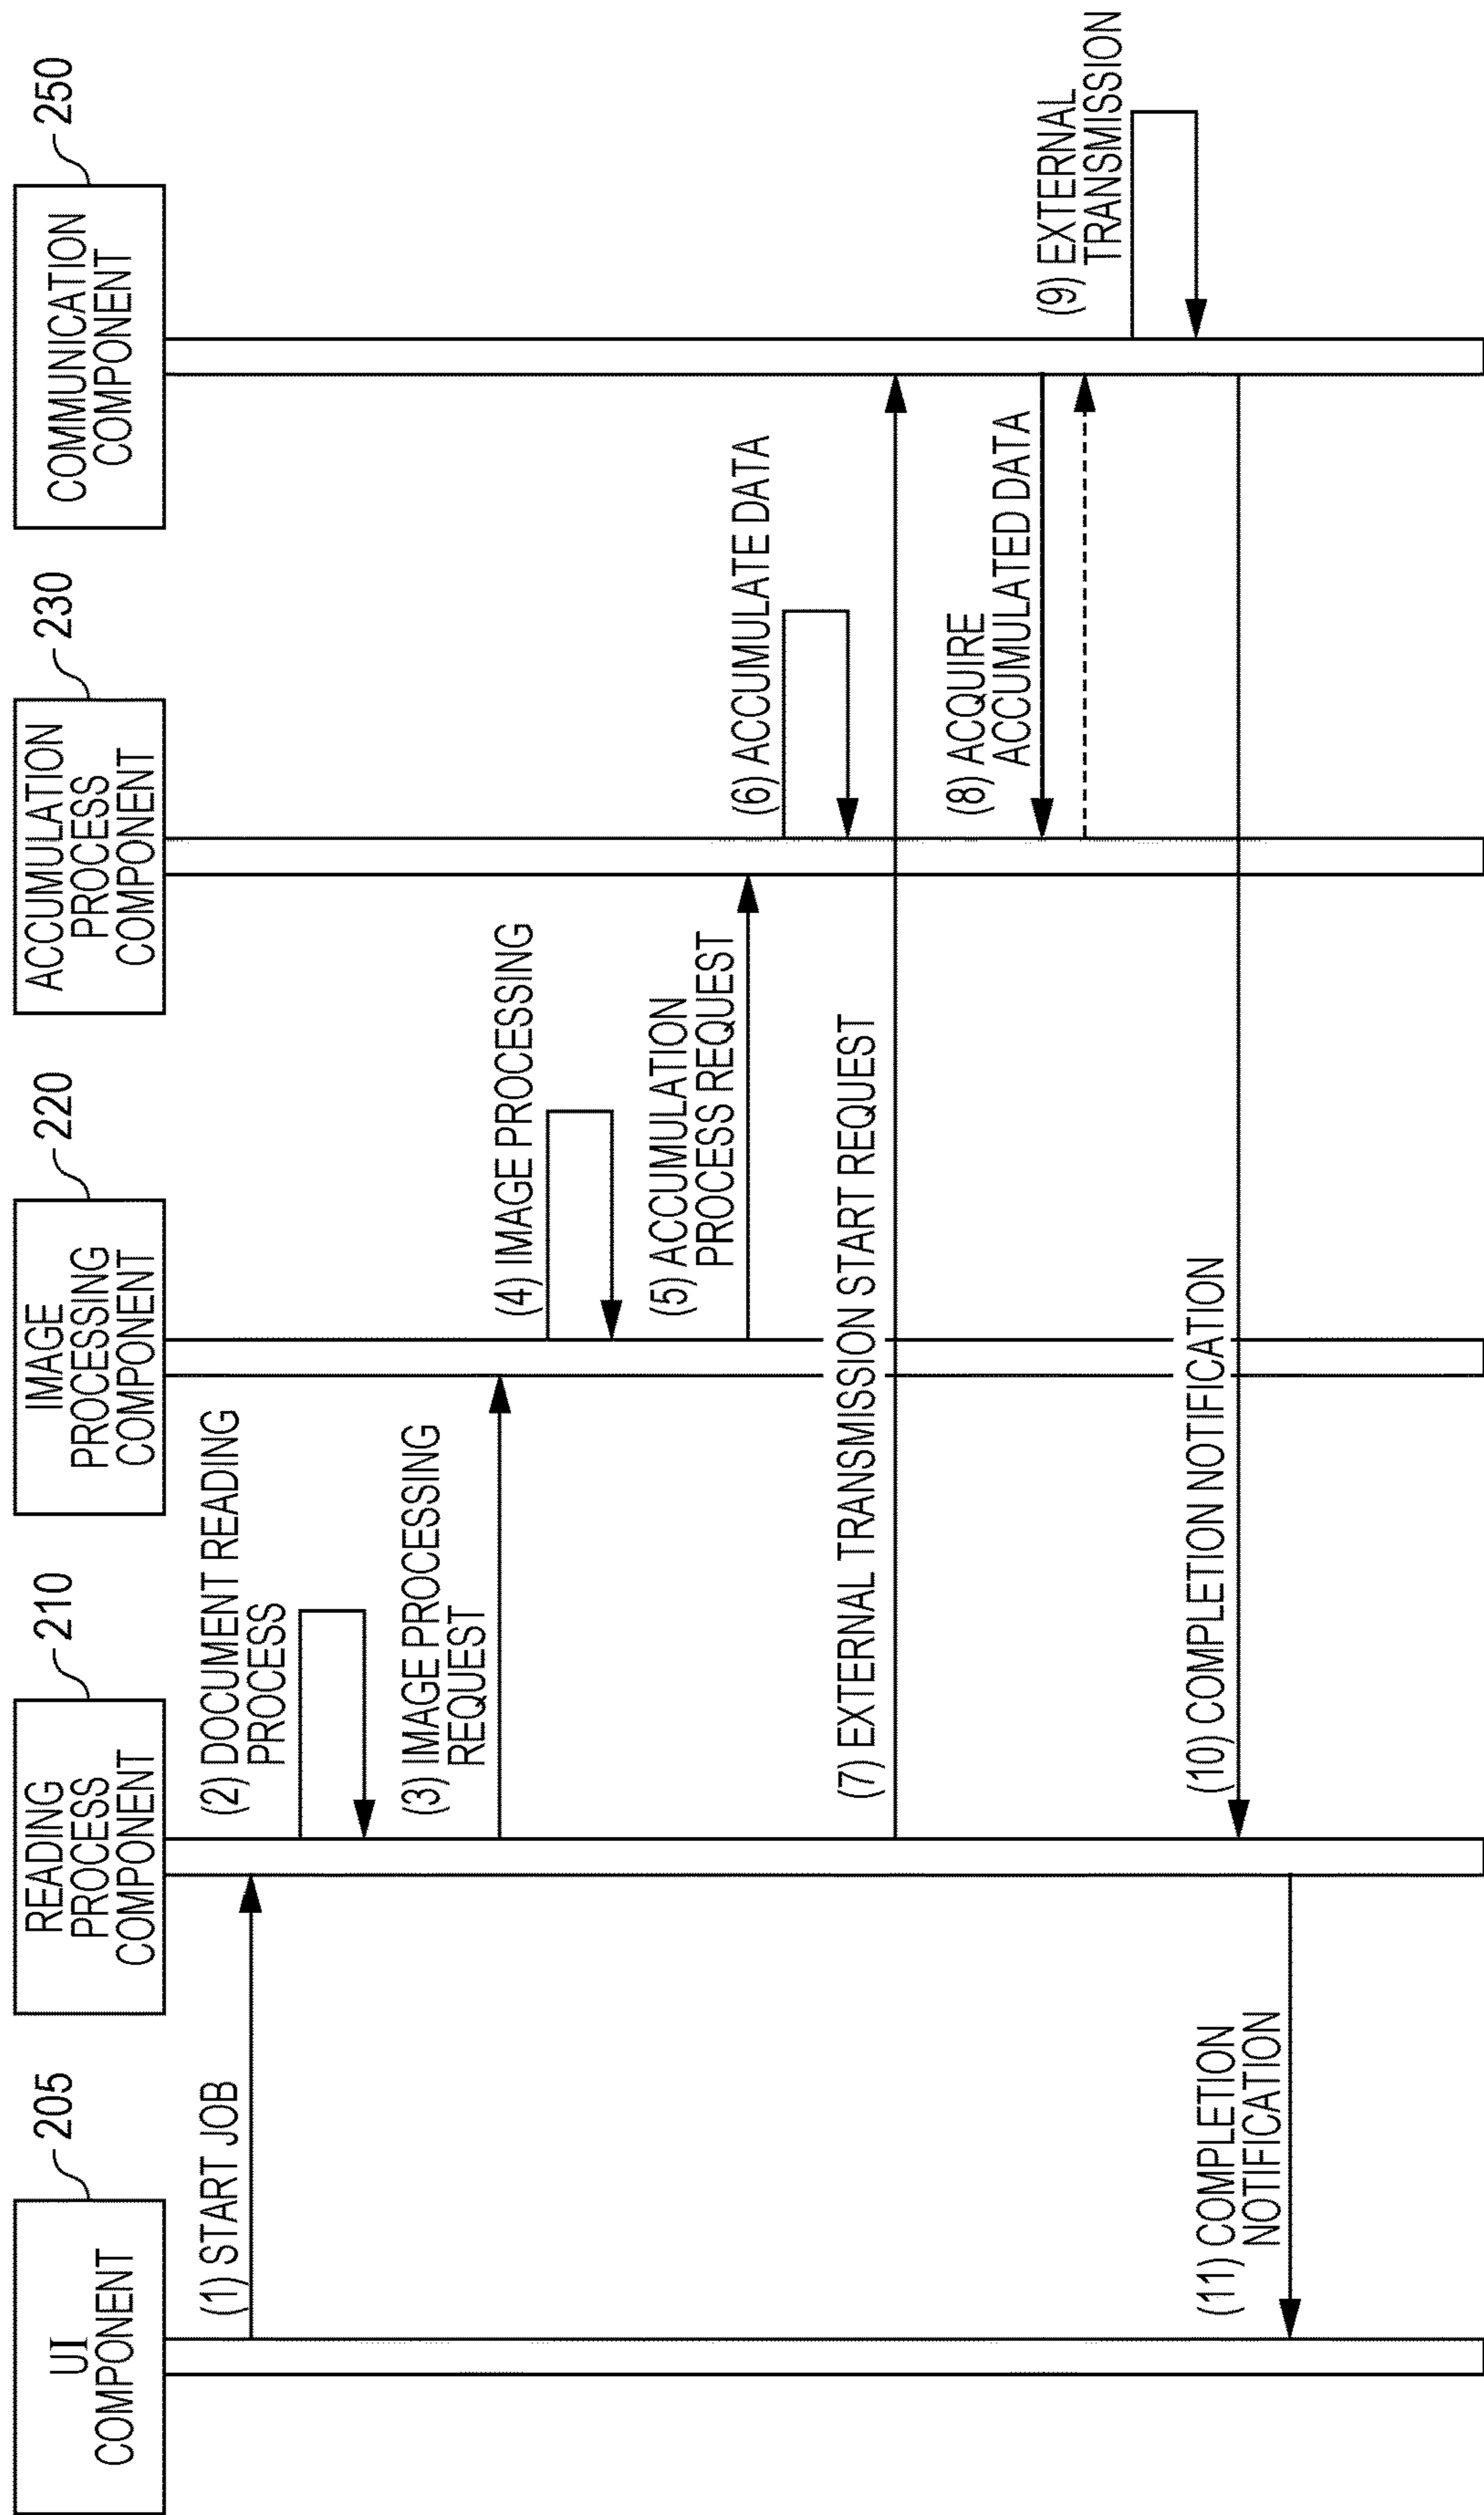 UI
COMPONENT
205
READING
PROCESS
COMPONENT
210
IMAGE
PROCESSING
COMPONENT
220
ACCUMULATION
PROCESS
COMPONENT
230
COMMUNICATION
COMPONENT
250
(1) START JOB
(2) DOCUMENT READING
PROCESS
(3) IMAGE PROCESSING
REQUEST
(4) IMAGE PROCESSING
(5) ACCUMULATION
PROCESS REQUEST
(6) ACCUMULATE DATA
(7) EXTERNAL TRANSMISSION START REQUEST
(8) ACQUIRE
ACCUMULATED DATA
(9) EXTERNAL
TRANSMISSION
(10) COMPLETION NOTIFICATION
(11) COMPLETION
NOTIFICATION